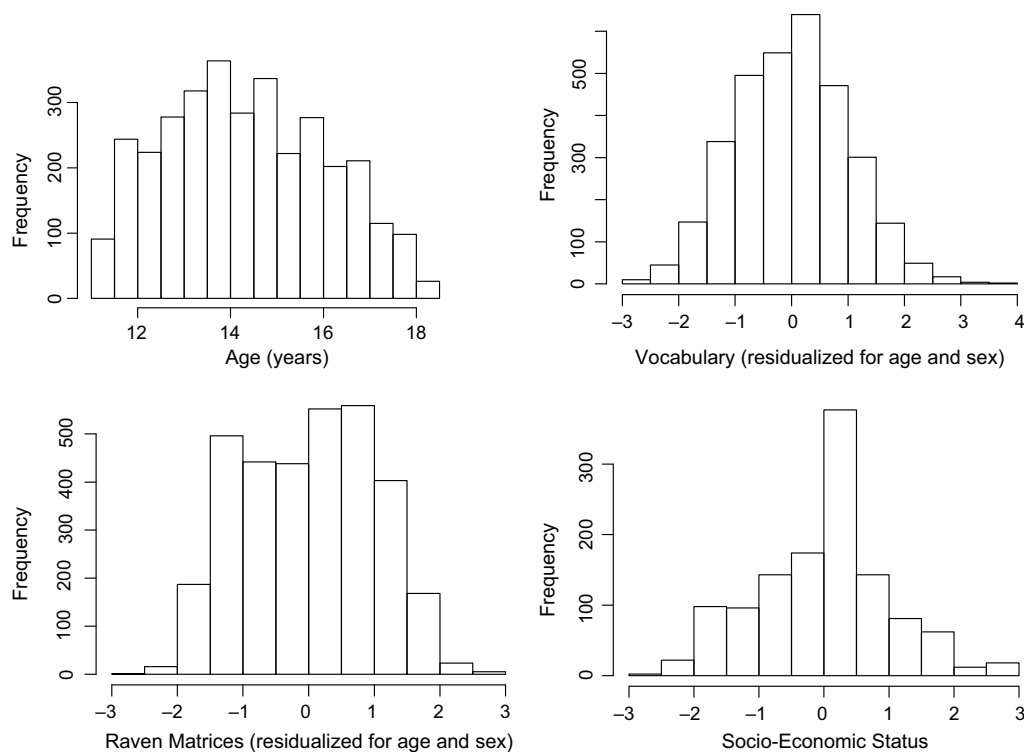 Frequency
0 100 200 300
12 14 16 18
Age (years)
Frequency
0 100 300 500
–3 –2 –1 0 1 2 3 4
Vocabulary (residualized for age and sex)
Frequency
0 100 200 300 400 500
–3 –2 –1 0 1 2 3
Raven Matrices (residualized for age and sex)
Frequency
0 100 200 300
–3 –2 –1 0 1 2 3
Socio-Economic Status